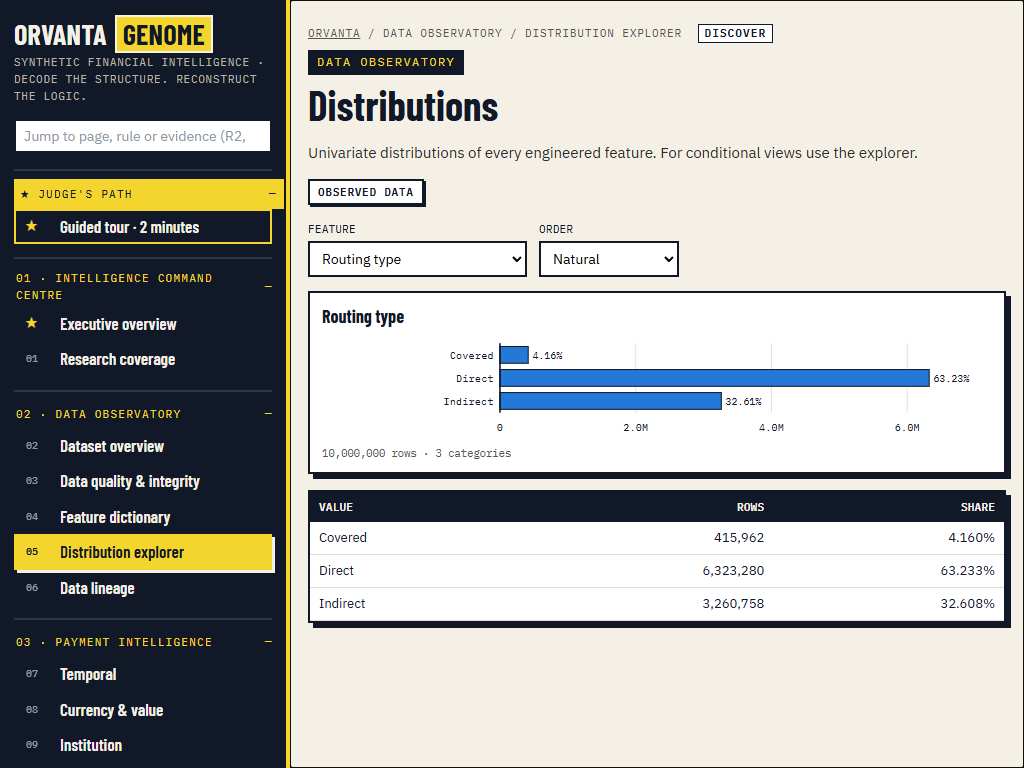 ORVANTA GENOME
SYNTHETIC FINANCIAL INTELLIGENCE ·
DECODE THE STRUCTURE. RECONSTRUCT
THE LOGIC.
Jump to page, rule or evidence (R2,
★ JUDGE'S PATH −
★ Guided tour · 2 minutes
01 · INTELLIGENCE COMMAND
CENTRE −
★ Executive overview
01 Research coverage
02 · DATA OBSERVATORY −
02 Dataset overview
03 Data quality & integrity
04 Feature dictionary
05 Distribution explorer
06 Data lineage
03 · PAYMENT INTELLIGENCE −
07 Temporal
08 Currency & value
09 Institution
ORVANTA / DATA OBSERVATORY / DISTRIBUTION EXPLORER DISCOVER
DATA OBSERVATORY
Distributions
Univariate distributions of every engineered feature. For conditional views use the explorer.
OBSERVED DATA
FEATURE ORDER
Routing type Natural
Routing type
Covered 4.16%
Direct 63.23%
Indirect 32.61%
0 2.0M 4.0M 6.0M
10,000,000 rows · 3 categories
VALUE ROWS SHARE
Covered 415,962 4.160%
Direct 6,323,280 63.233%
Indirect 3,260,758 32.608%